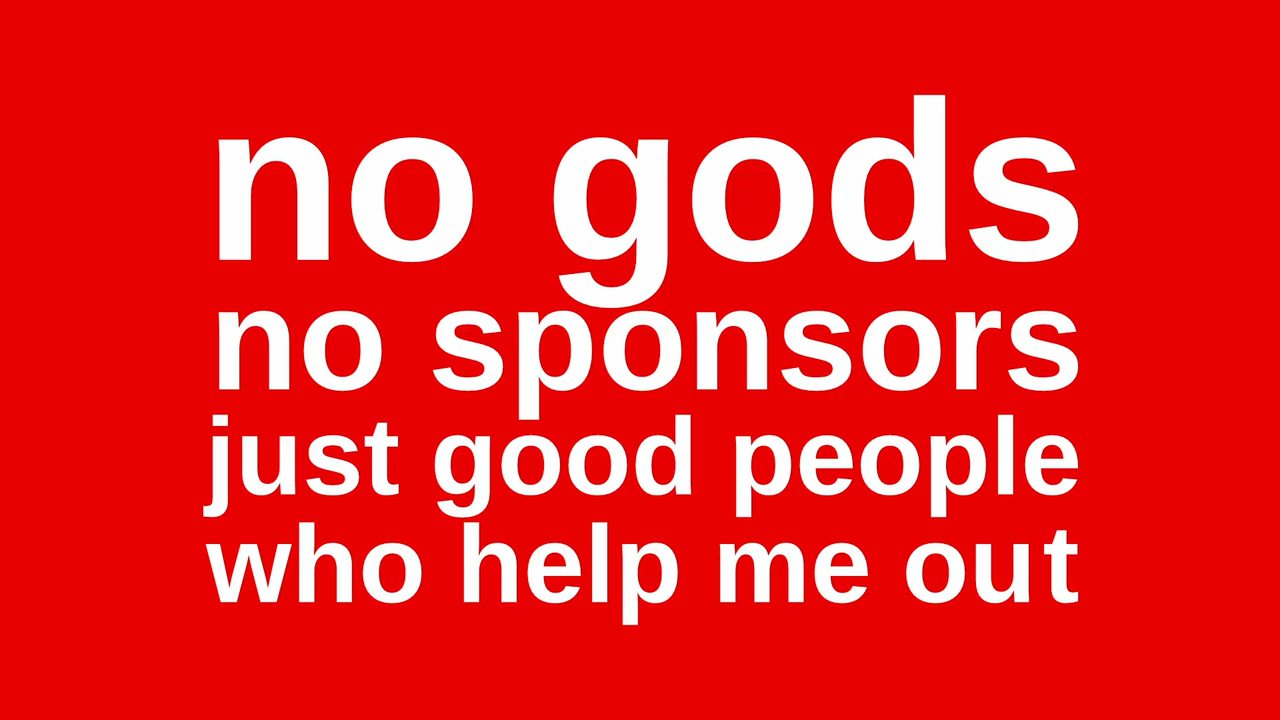 no gods
no sponsors
just good people
who help me out